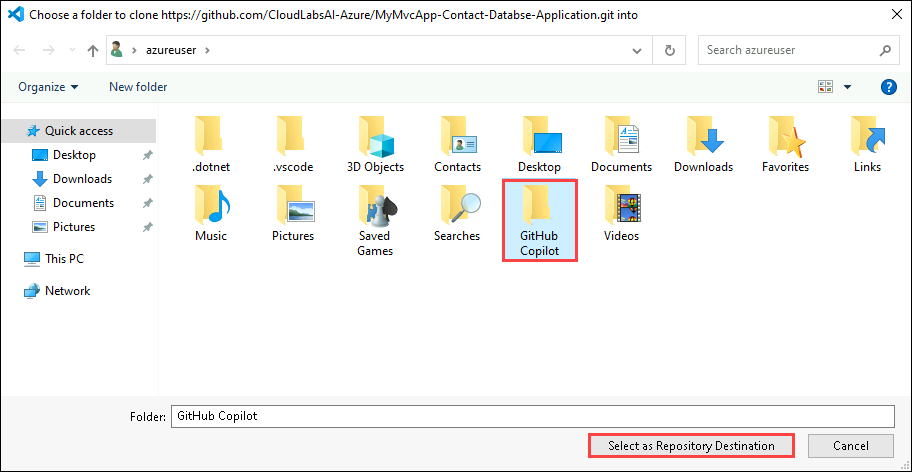 Choose a folder to clone https://github.com/CloudLabsAI-Azure/MyMvcApp-Contact-Databse-Application.git into
azureuser
Search azureuser
Organize
New folder
?
Quick access
Desktop
Downloads
Documents
Pictures
This PC
Network
.dotnet
.vscode
3D Objects
Contacts
Desktop
Documents
Downloads
Favorites
Links
Music
Pictures
Saved
Games
Searches
GitHub
Copilot
Videos
Folder:
GitHub Copilot
Select as Repository Destination
Cancel